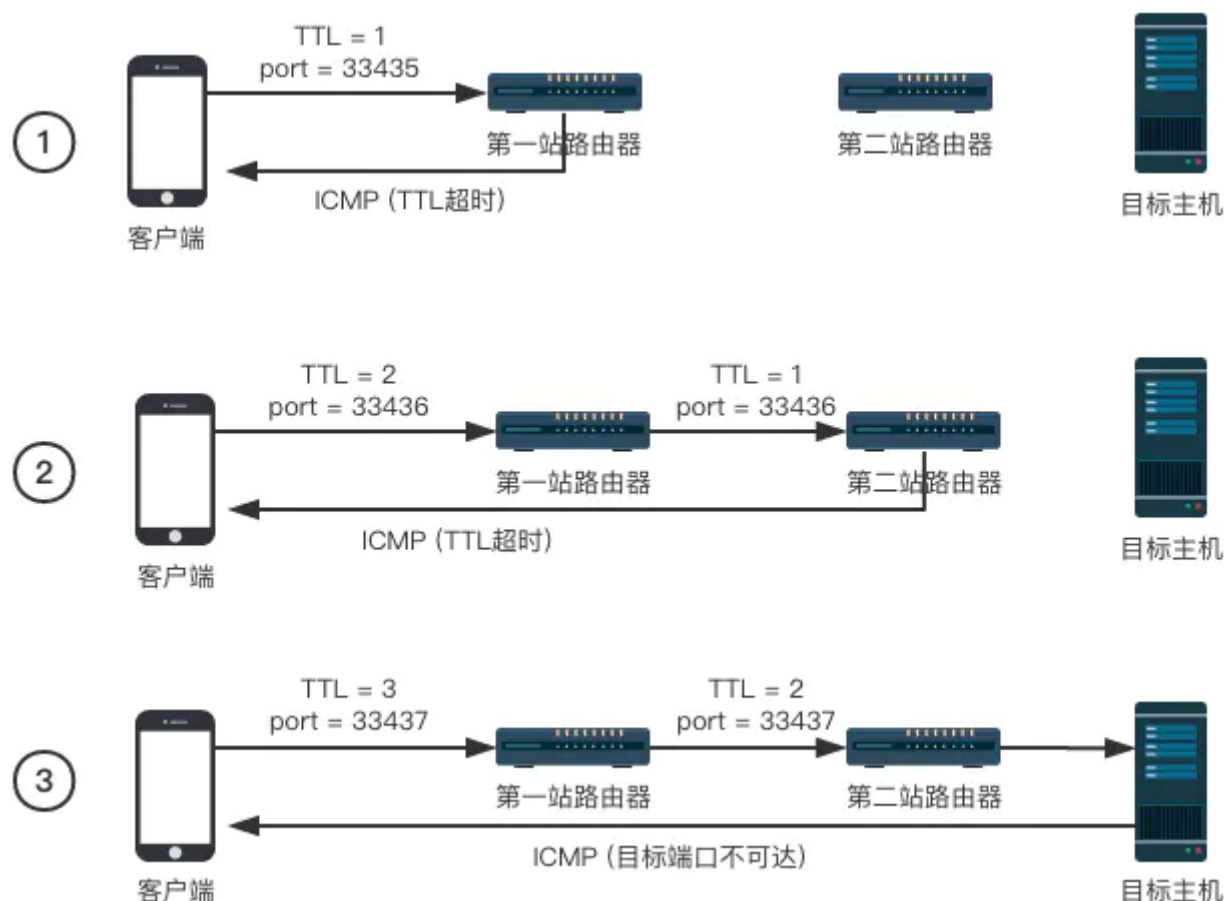 TTL = 1
port = 33435
1
第一站路由器
第二站路由器
ICMP (TTL超时)
客户端
目标主机
TTL = 2
port = 33436
TTL = 1
port = 33436
2
第一站路由器
第二站路由器
ICMP (TTL超时)
客户端
目标主机
TTL = 3
port = 33437
TTL = 2
port = 33437
3
第一站路由器
第二站路由器
ICMP (目标端口不可达)
客户端
目标主机